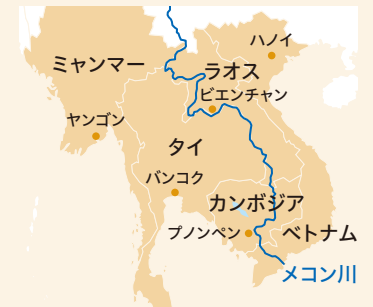 ハノイ
ミャンマー
ラオス
ビエンチャン
ヤンゴン
タイ
バンコク
カンボジア
プノンペン
ベトナム
メコン川